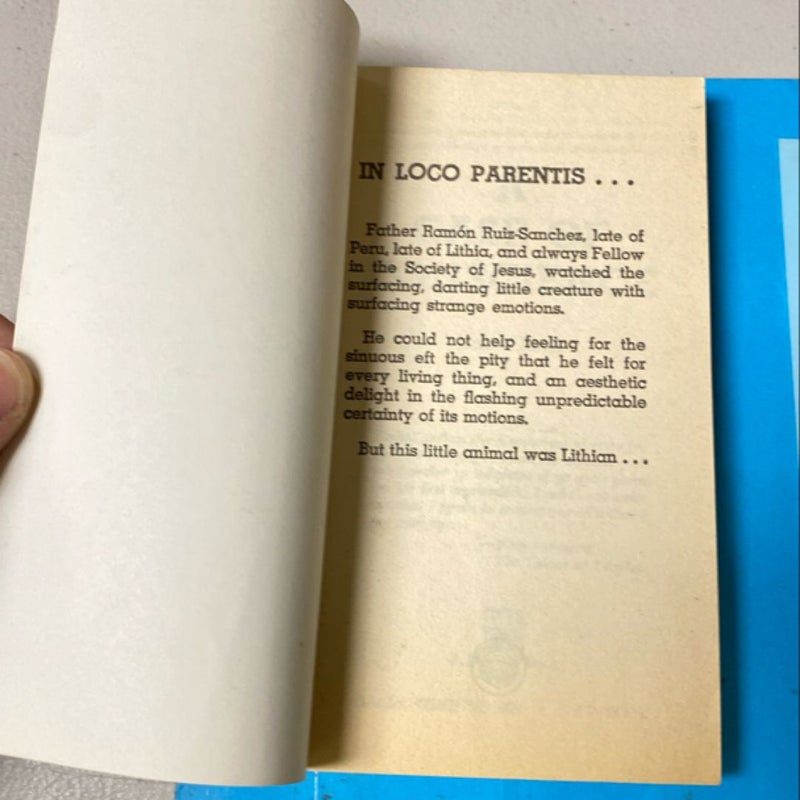 IN LOCO PARENTIS . . .
Father Ramón Ruiz-Sanchez, late of
Peru, late of Lithia, and always Fellow
in the Society of Jesus, watched the
surfacing, darting little creature with
surfacing strange emotions.
He could not help feeling for the
sinuous eft the pity that he felt for
every living thing, and an aesthetic
delight in the flashing unpredictable
certainty of its motions.
But this little animal was Lithian . . .